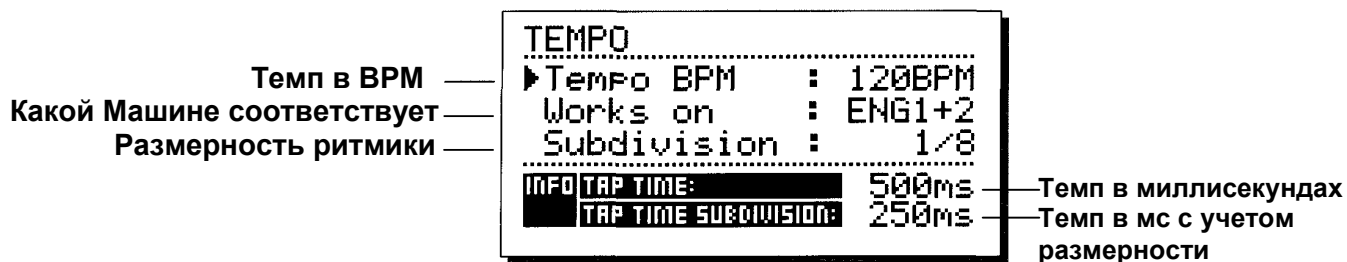 TEMPO
Темп в BPM
▶Tempo BPM : 120BPM
Какой Машине соответствует
Works on : ENG1+2
Размерность ритмики
Subdivision : 1/8
INFO TAP TIME: 500ms
Темп в миллисекундах
TAP TIME SUBDIVISION: 250ms
Темп в мс с учетом
размерности